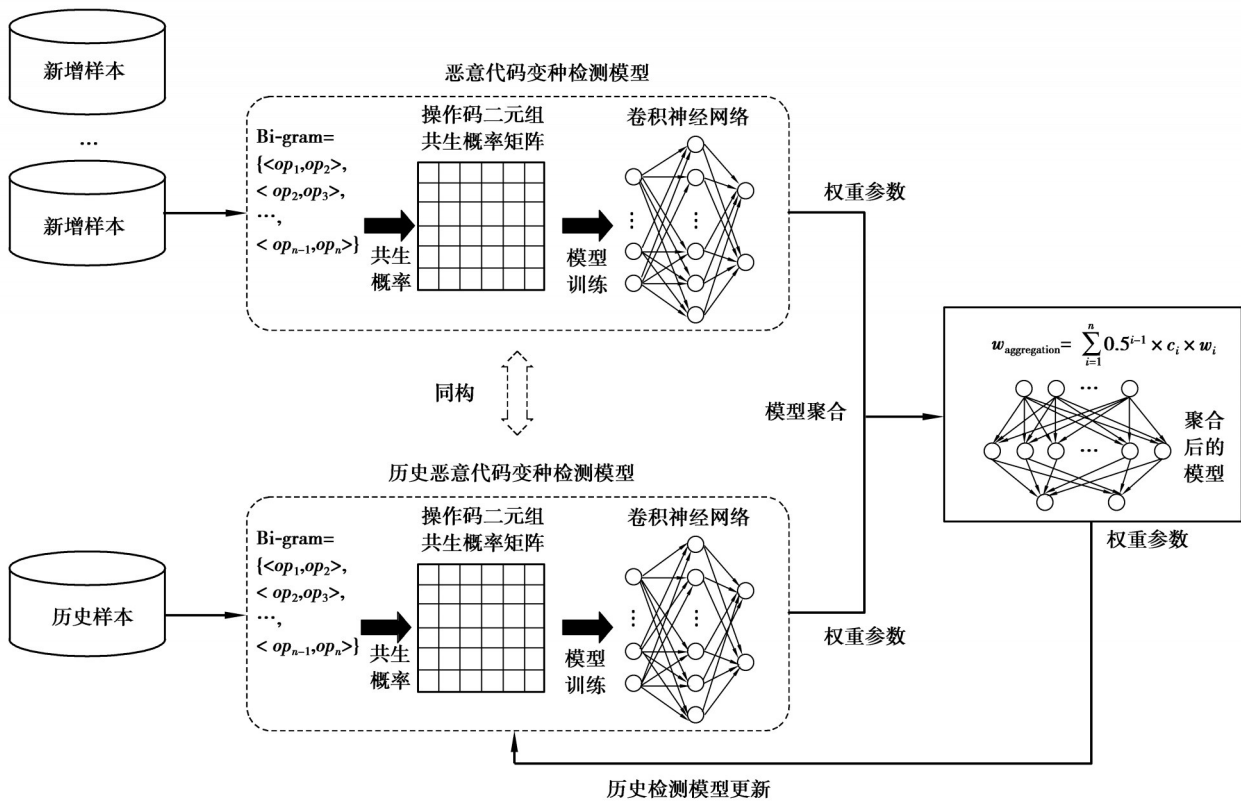 新增样本
…
新增样本
恶意代码变种检测模型
Bi-gram=
{<op₁,op₂>,
< op₂,op₃>,
…,
< opₙ₋₁,opₙ>}
共生
概率
操作码二元组
共生概率矩阵
模型
训练
卷积神经网络
⋮ ⋮
权重参数
同构
模型聚合
w_aggregation= ∑_{i=1}^{n} 0.5^{i-1} × c_i × w_i
…
…
聚合
后的
模型
权重参数
历史恶意代码变种检测模型
历史样本
Bi-gram=
{<op₁,op₂>,
< op₂,op₃>,
…,
< opₙ₋₁,opₙ>}
共生
概率
操作码二元组
共生概率矩阵
模型
训练
卷积神经网络
⋮ ⋮
权重参数
历史检测模型更新